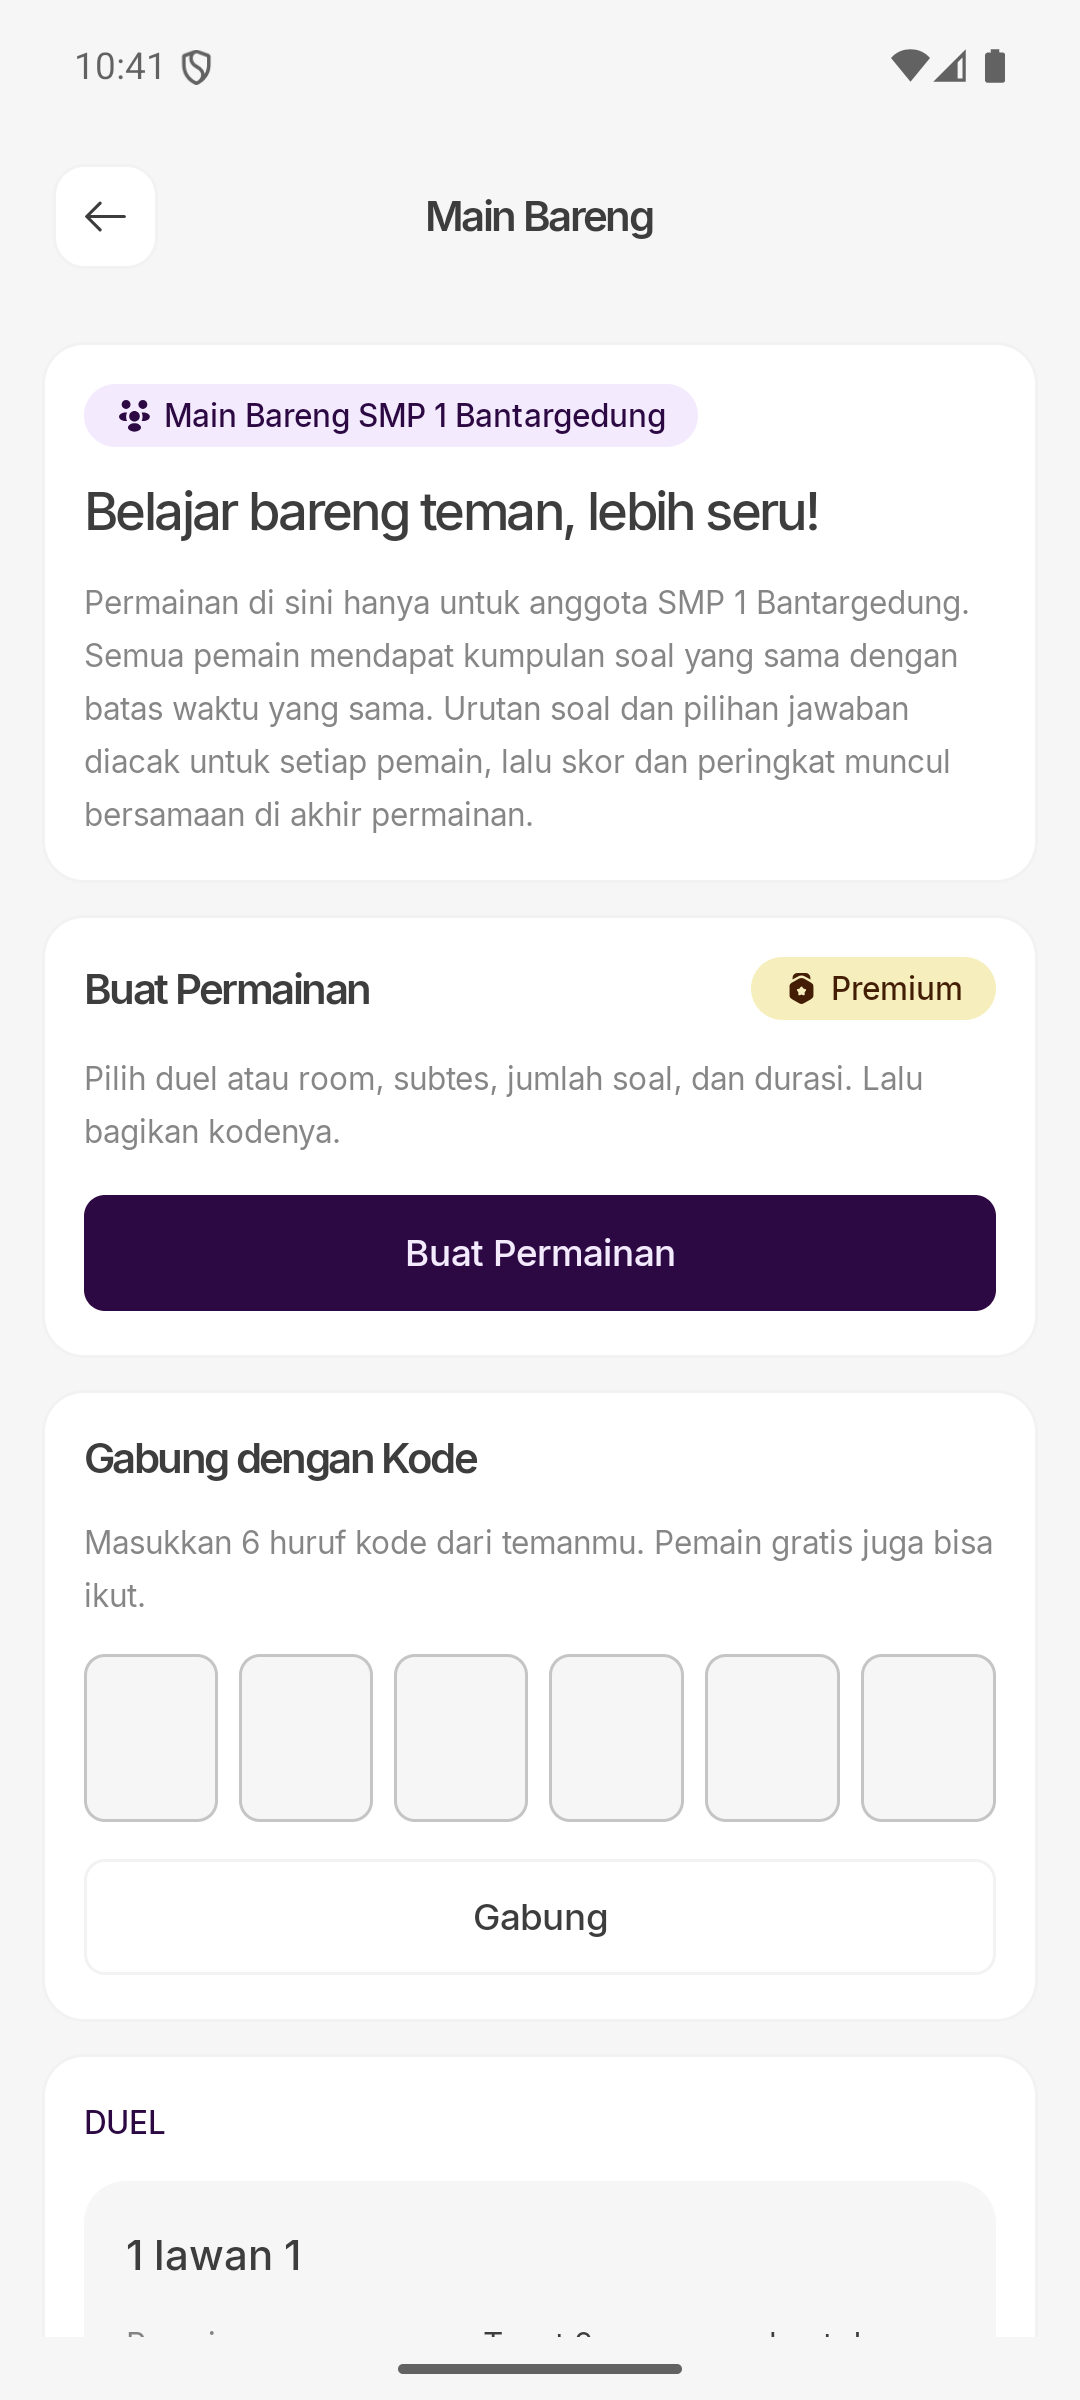 10:41
Main Bareng
Main Bareng SMP 1 Bantargedung
Belajar bareng teman, lebih seru!
Permainan di sini hanya untuk anggota SMP 1 Bantargedung.
Semua pemain mendapat kumpulan soal yang sama dengan
batas waktu yang sama. Urutan soal dan pilihan jawaban
diacak untuk setiap pemain, lalu skor dan peringkat muncul
bersamaan di akhir permainan.
Buat Permainan
Premium
Pilih duel atau room, subtes, jumlah soal, dan durasi. Lalu
bagikan kodenya.
Buat Permainan
Gabung dengan Kode
Masukkan 6 huruf kode dari temanmu. Pemain gratis juga bisa
ikut.
Gabung
DUEL
1 lawan 1